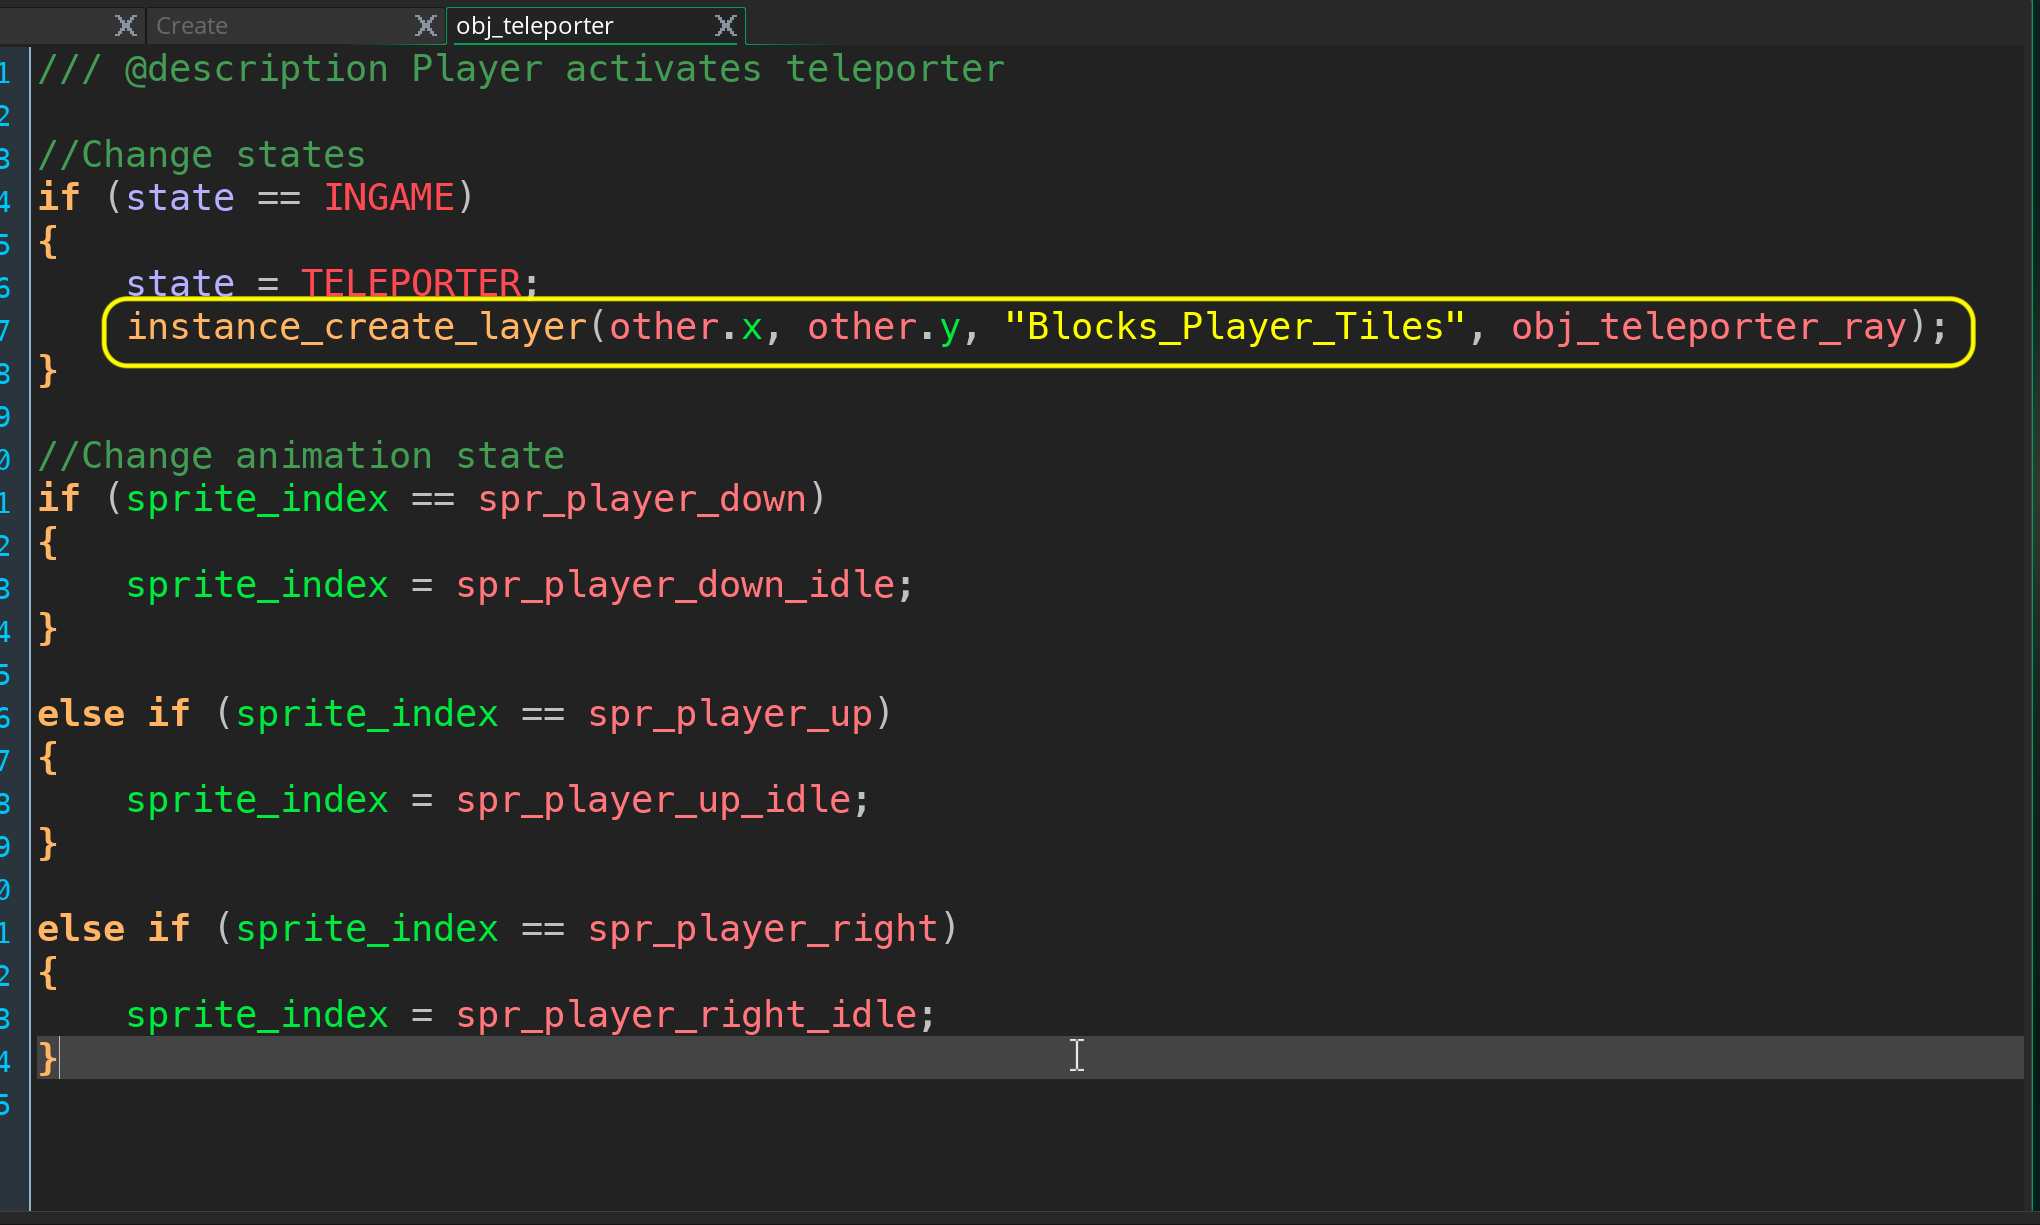 Create obj_teleporter
1 /// @description Player activates teleporter
2
3 //Change states
4 if (state == INGAME)
5 {
6 state = TELEPORTER;
7 instance_create_layer(other.x, other.y, "Blocks_Player_Tiles", obj_teleporter_ray);
8 }
9
0 //Change animation state
1 if (sprite_index == spr_player_down)
2 {
3 sprite_index = spr_player_down_idle;
4 }
5
6 else if (sprite_index == spr_player_up)
7 {
8 sprite_index = spr_player_up_idle;
9 }
0
1 else if (sprite_index == spr_player_right)
2 {
3 sprite_index = spr_player_right_idle;
4 }
5